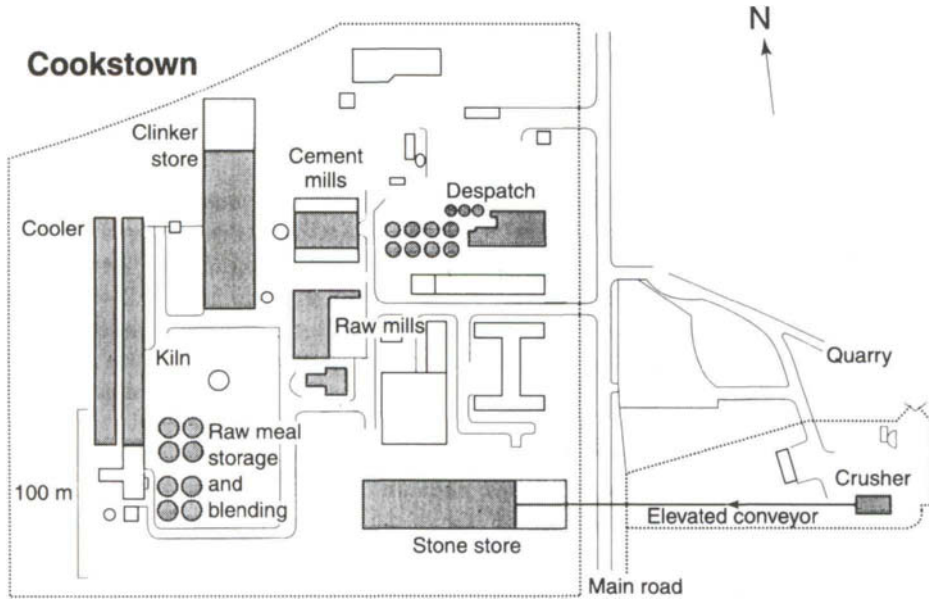 N
Cookstown
Clinker
store
Cement
mills
Despatch
Cooler
Raw mills
Kiln
Quarry
Raw meal
storage
and
blending
100 m
Crusher
Elevated conveyor
Stone store
Main road